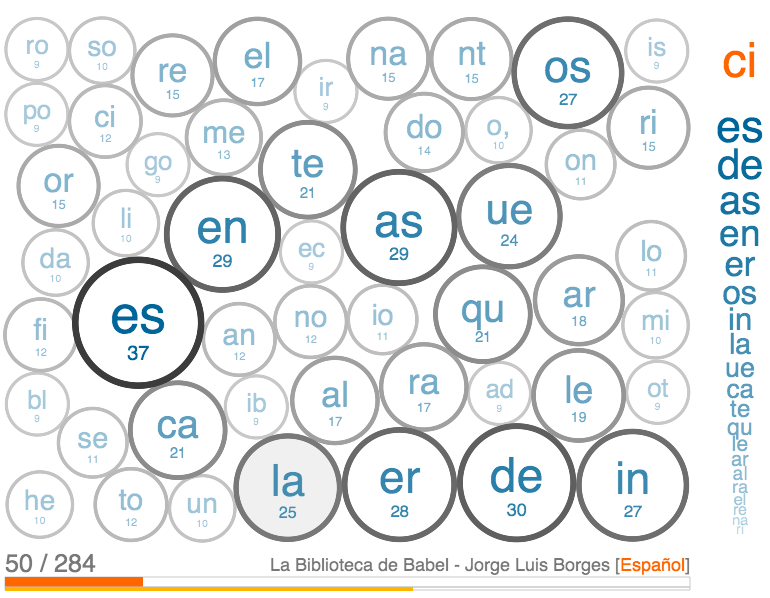 ro
9
so
10
re
15
el
17
ir
9
na
15
nt
15
os
27
is
9
po
9
ci
12
me
13
do
14
o,
10
ri
15
go
9
te
21
on
11
or
15
li
10
en
29
as
29
ue
24
ec
9
lo
11
da
10
es
37
fi
12
an
12
no
12
io
11
qu
21
ar
18
mi
10
bl
9
ib
9
al
17
ra
17
ad
9
le
19
ot
9
se
11
ca
21
he
10
to
12
un
10
la
25
er
28
de
30
in
27
ci
es
de
as
en
er
os
in
la
ue
ca
te
qu
le
ar
al
ra
el
re
na
ri
50 / 284
La Biblioteca de Babel - Jorge Luis Borges [Español]